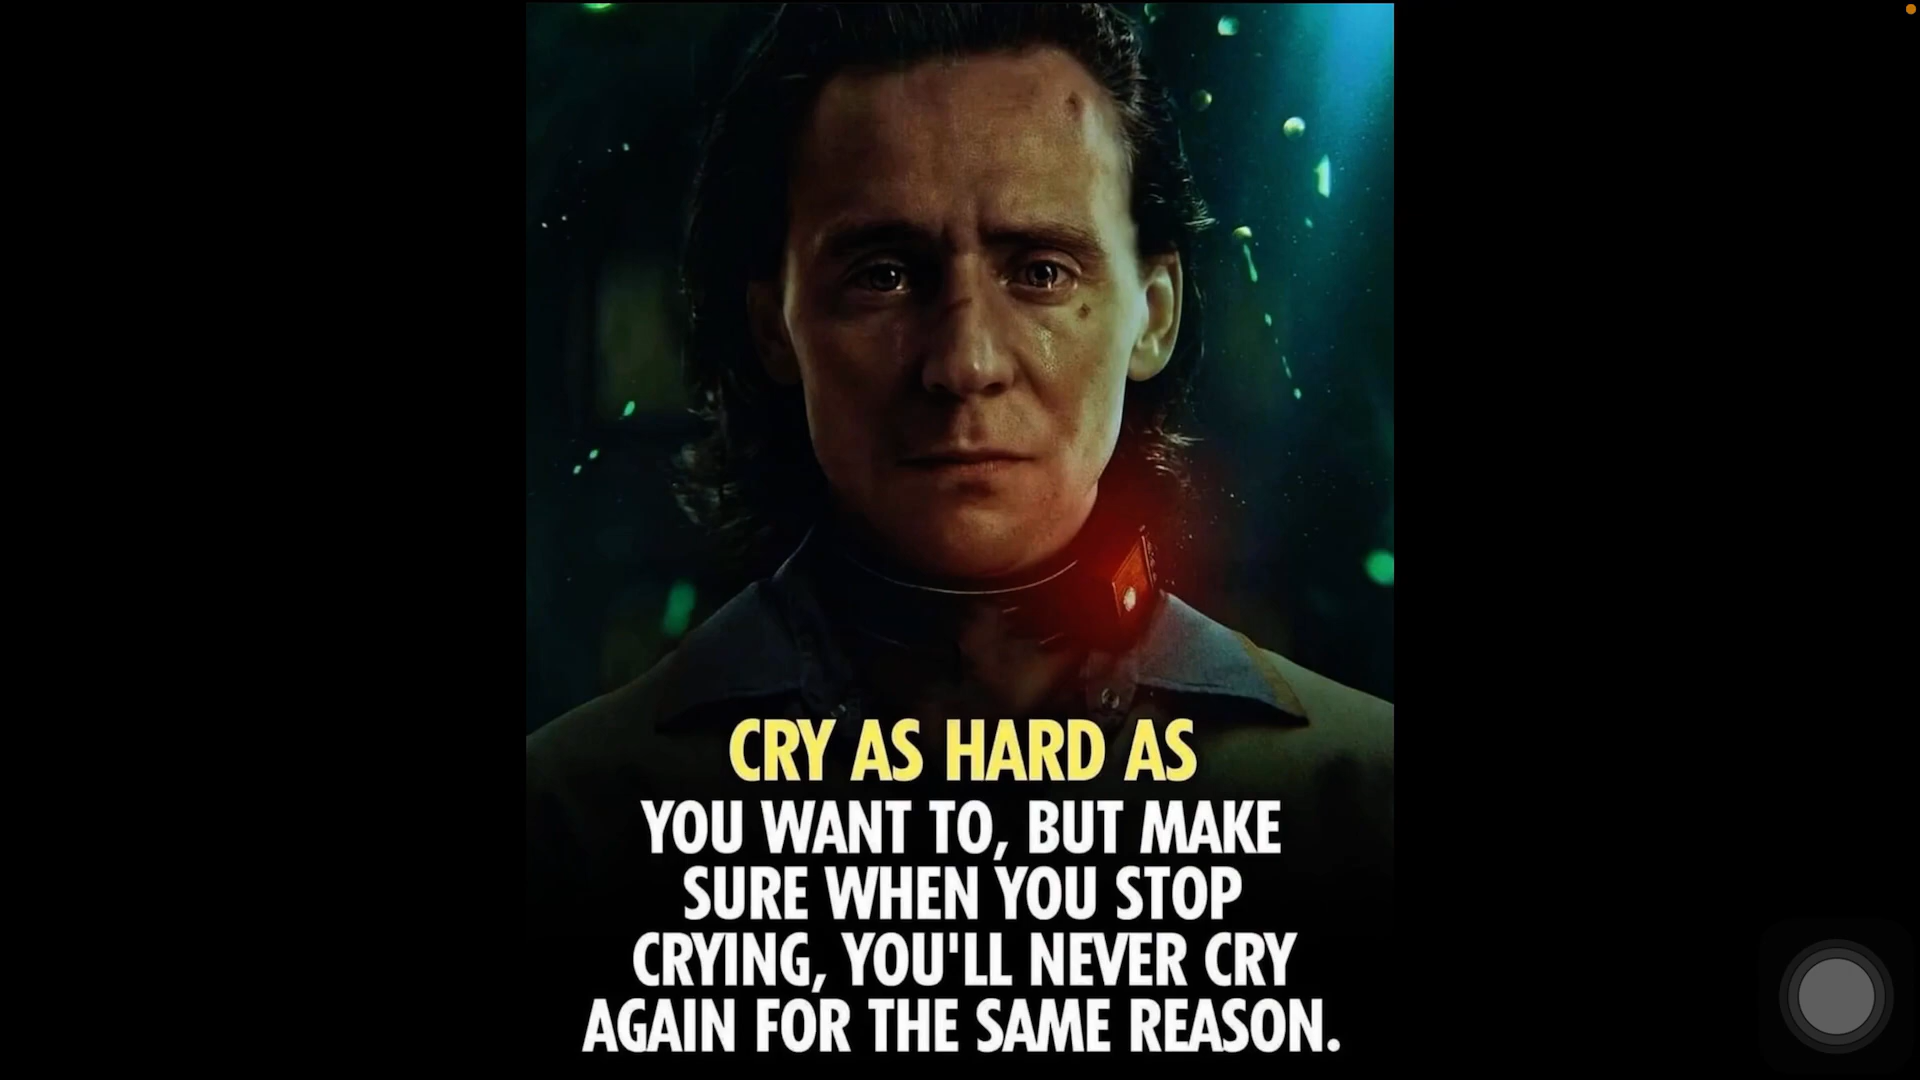 CRY AS HARD AS
YOU WANT TO, BUT MAKE
SURE WHEN YOU STOP
CRYING, YOU'LL NEVER CRY
AGAIN FOR THE SAME REASON.